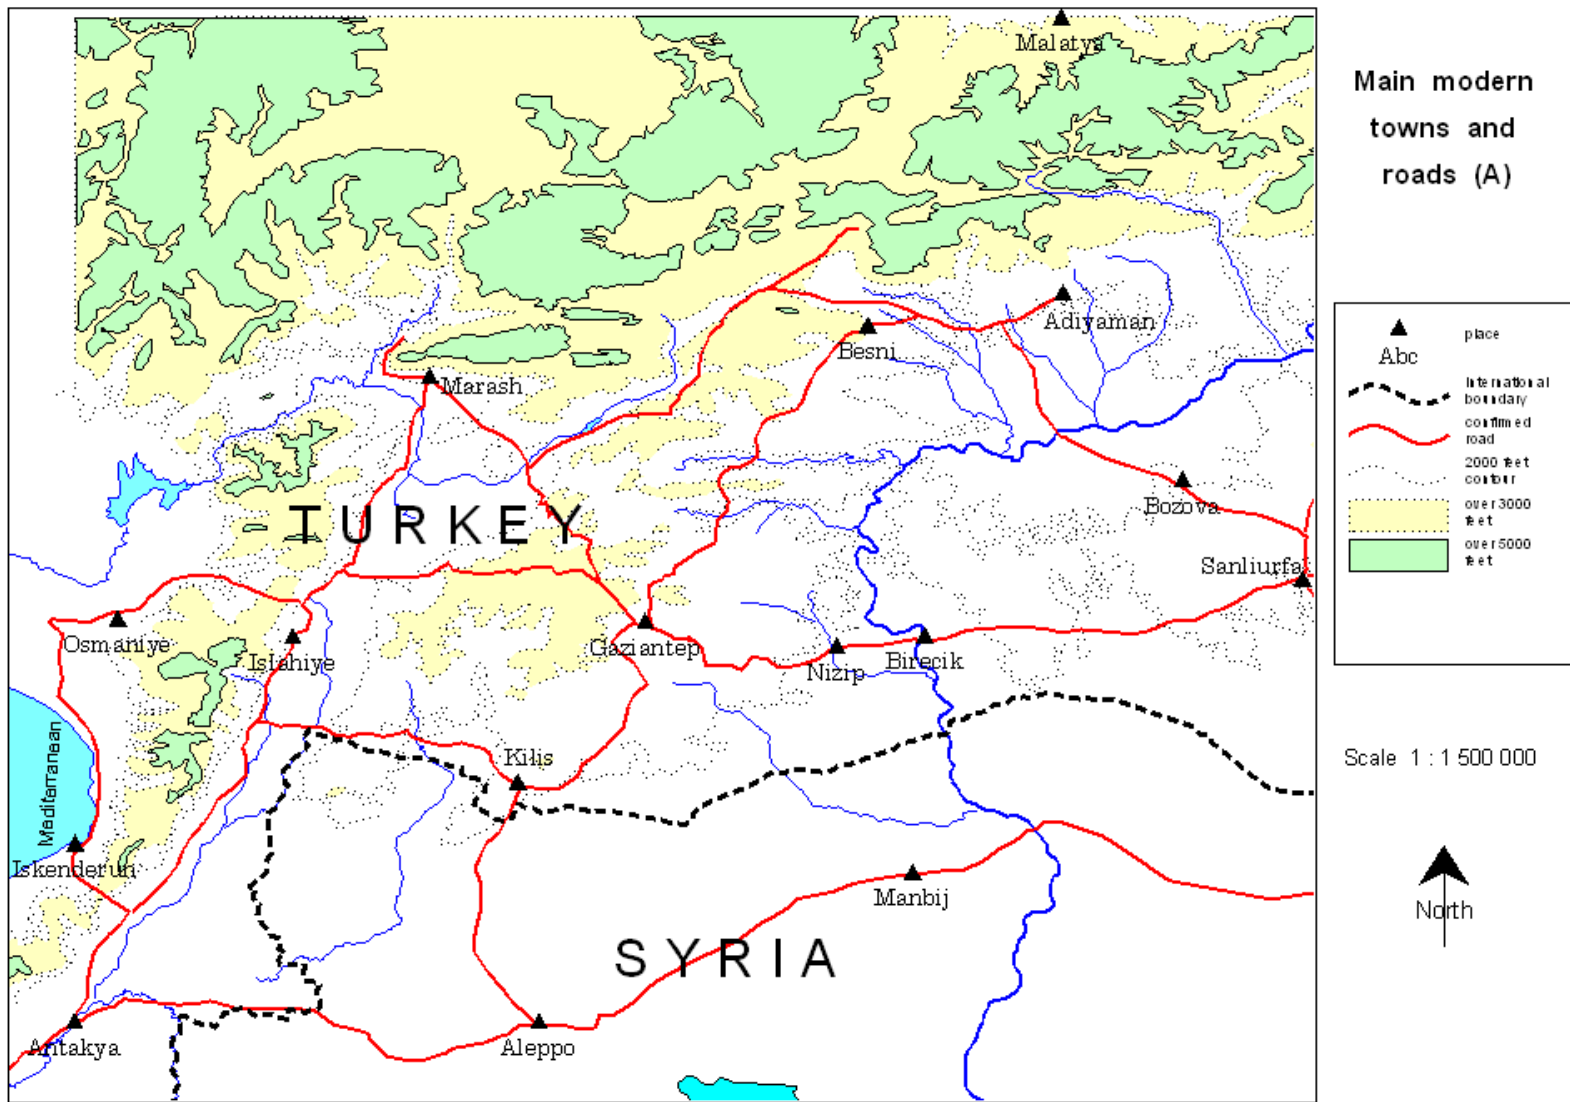 Malatya
Main modern
towns and
roads (A)
Adiyaman
Besni
Marash
TURKEY
Bozova
Sanliurfa
Osmaniye
Islahiye
Gaziantep
Nizip
Birecik
Kilis
Mediterranaan
Iskenderun
Manbij
SYRIA
Antakya
Aleppo
Abc
place
International
boundary
confirmed
road
2000 feet
contour
over 3000
feet
over 5000
feet
Scale 1 : 1 500 000
North